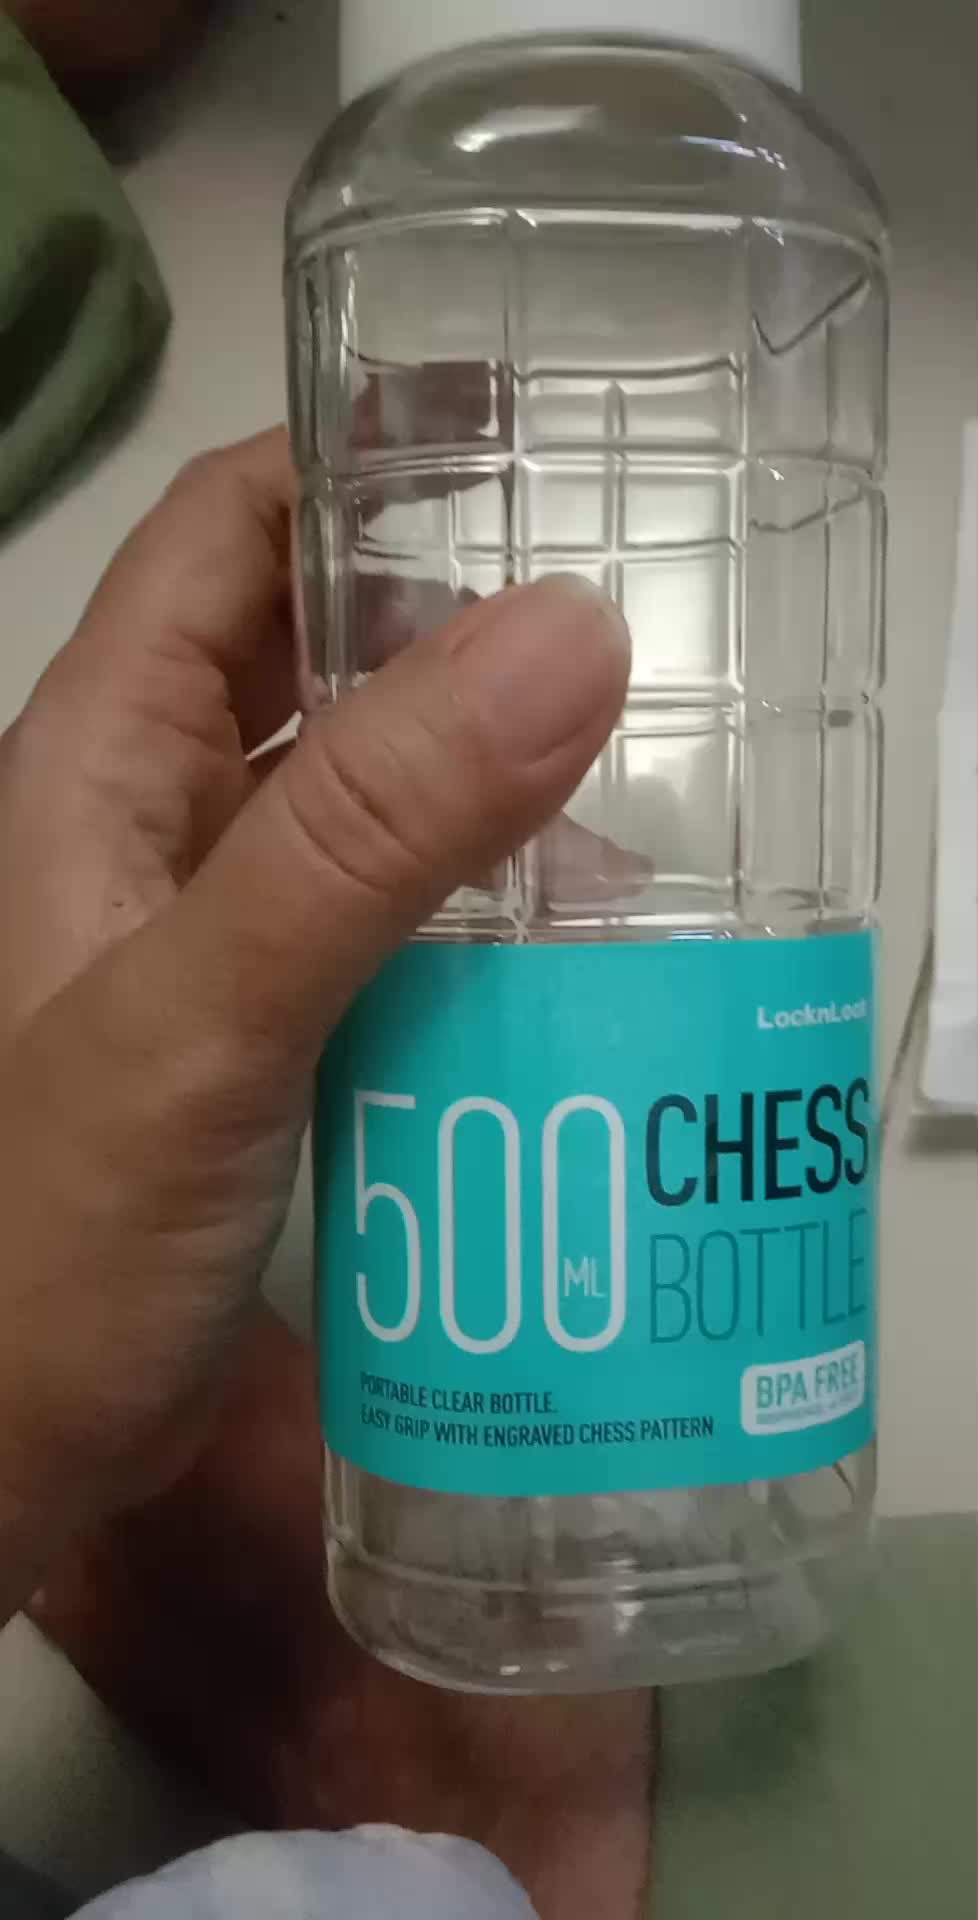 LocknLock
500 ML CHESS
BOTTLE
PORTABLE CLEAR BOTTLE.
EASY GRIP WITH ENGRAVED CHESS PATTERN
BPA FREE